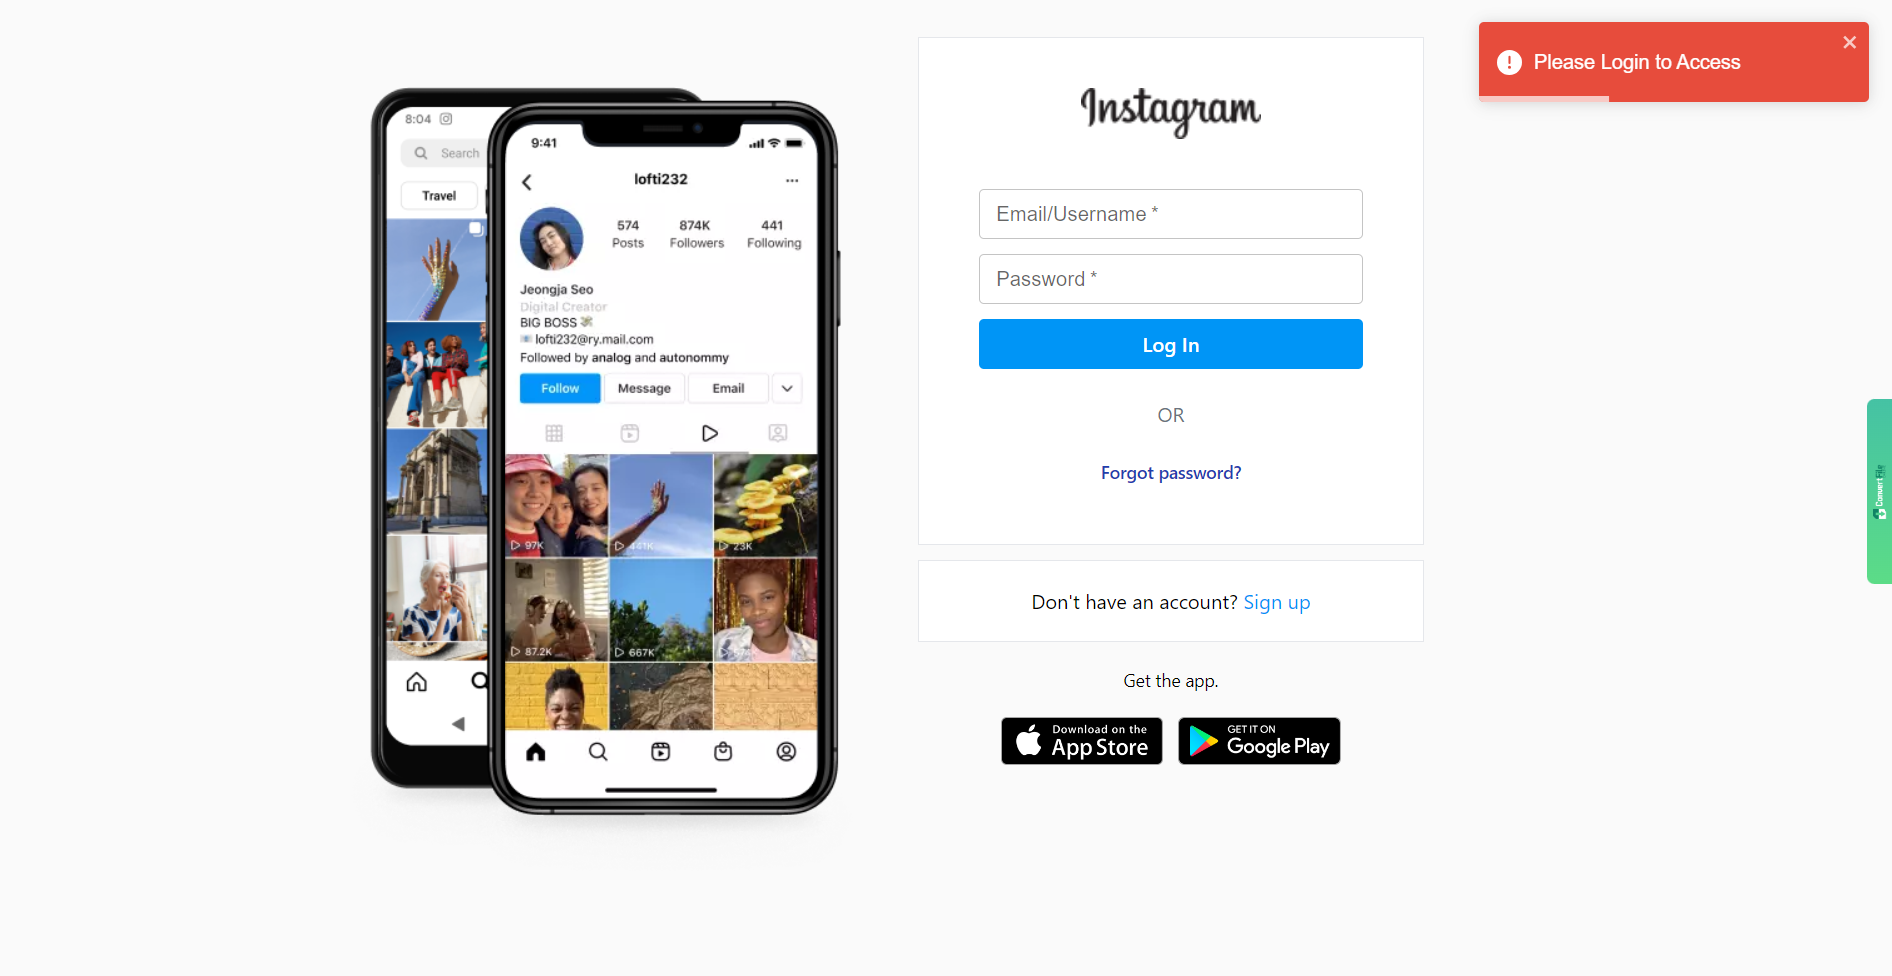 8:04
Search
Travel
9:41
lofti232
574 874K 441
Posts Followers Following
Jeongja Seo
Digital Creator
BIG BOSS
lofti232@ry.mail.com
Followed by analog and autonommy
Follow Message Email
97K 441K 23K
87.2K 667K
Instagram
Email/Username *
Password *
Log In
OR
Forgot password?
Don't have an account? Sign up
Get the app.
Download on the
App Store
GET IT ON
Google Play
Please Login to Access
Convert File